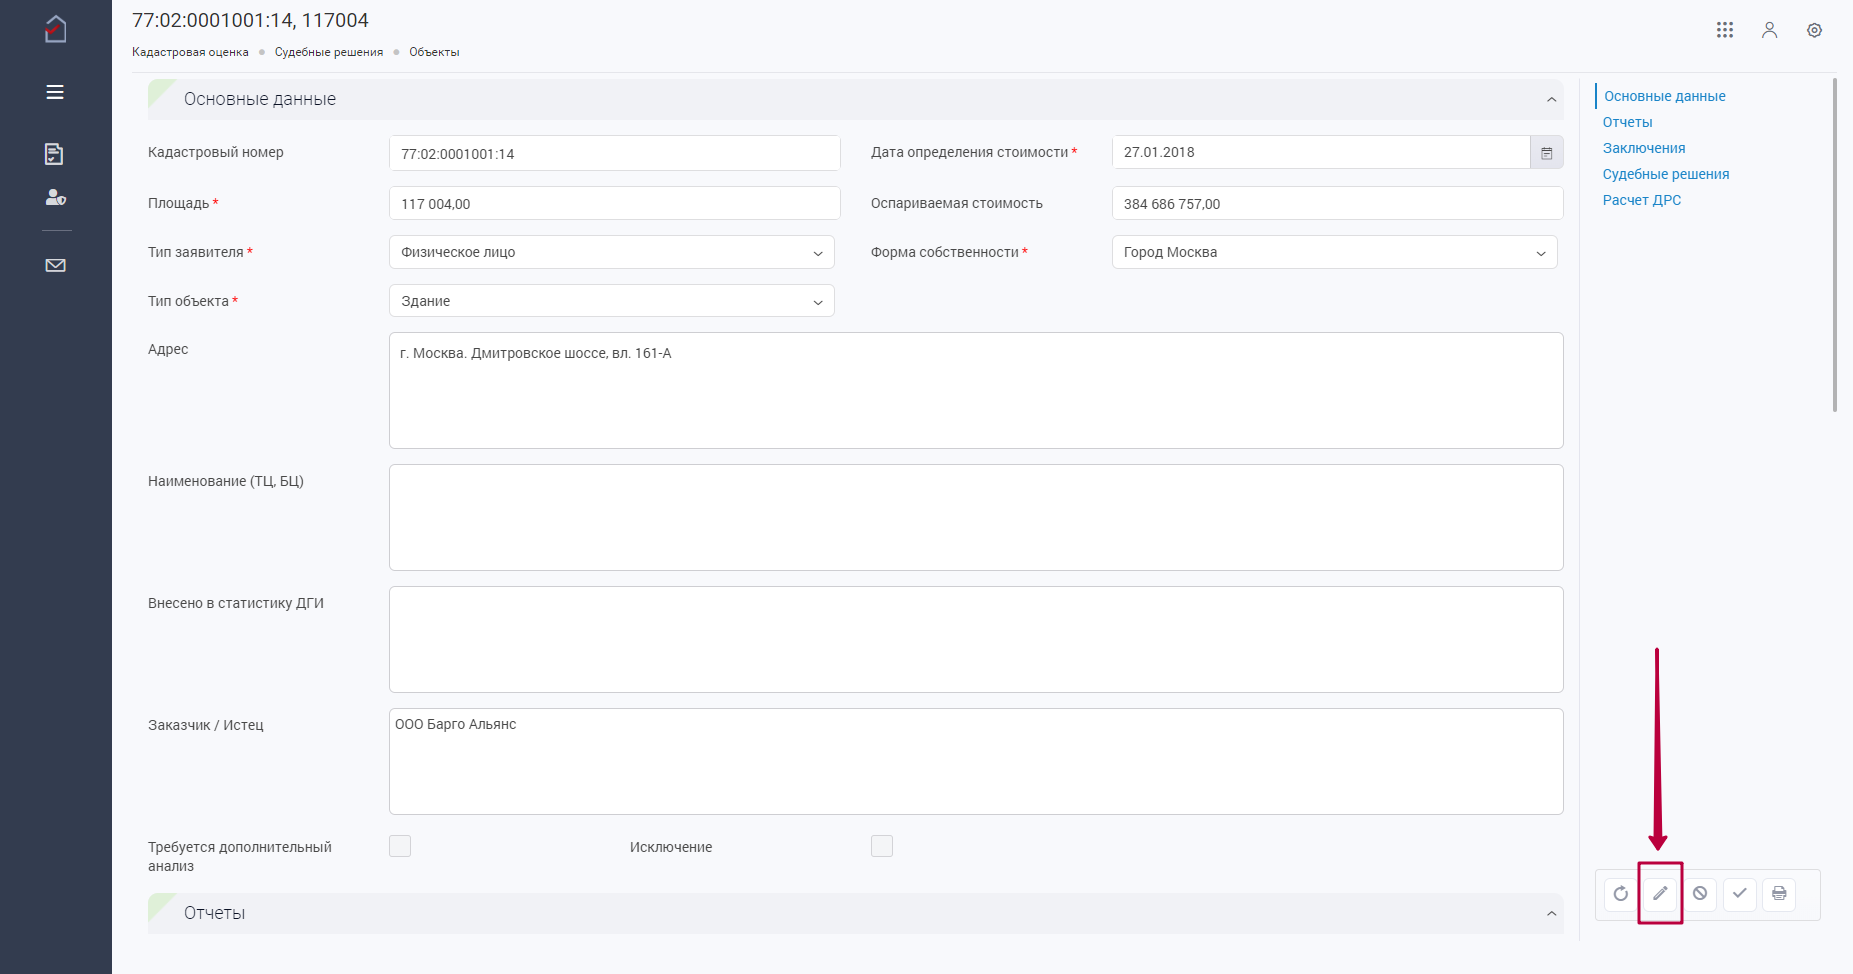 77:02:0001001:14, 117004
Кадастровая оценка
Судебные решения
Объекты
Основные данные
Кадастровый номер
77:02:0001001:14
Дата определения стоимости *
27.01.2018
Площадь *
117 004,00
Оспариваемая стоимость
384 686 757,00
Тип заявителя *
Физическое лицо
Форма собственности *
Город Москва
Тип объекта *
Здание
Адрес
г. Москва. Дмитровское шоссе, вл. 161-А
Наименование (ТЦ, БЦ)
Внесено в статистику ДГИ
Заказчик / Истец
ООО Барго Альянс
Требуется дополнительный
анализ
Исключение
Отчеты
Основные данные
Отчеты
Заключения
Судебные решения
Расчет ДРС